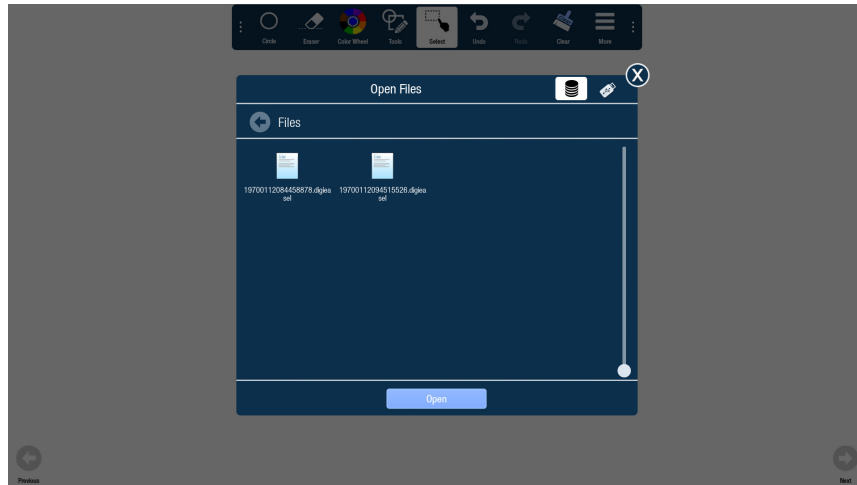 Circle Eraser Color Wheel Tools Select Undo Redo Clear More
Open Files
X
Files
19700112084458878.digiea
sel
19700112094515526.digiea
sel
Open
Previous
Next